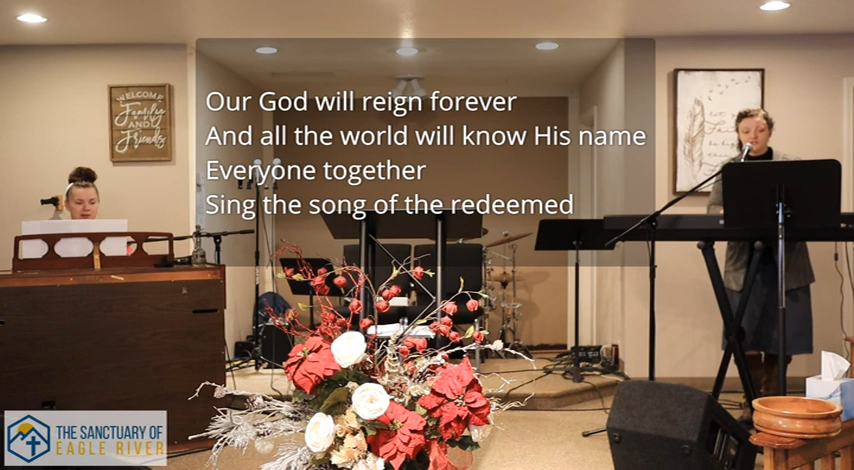 WELCOME
Family
AND
Friends
Our God will reign forever
And all the world will know His name
Everyone together
Sing the song of the redeemed
THE SANCTUARY OF
EAGLE RIVER